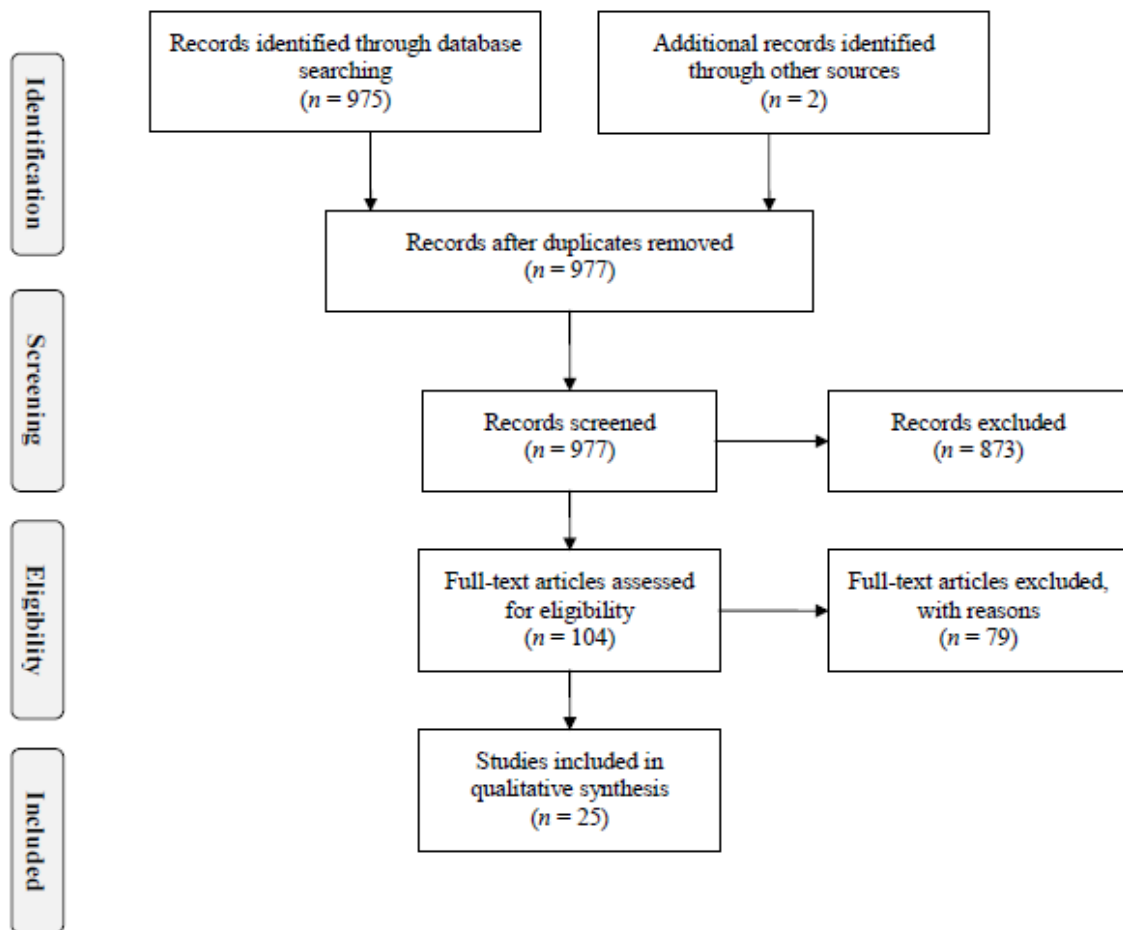 Identification
Records identified through database
searching
(n = 975)
Additional records identified
through other sources
(n = 2)
Records after duplicates removed
(n = 977)
Screening
Records screened
(n = 977)
Records excluded
(n = 873)
Eligibility
Full-text articles assessed
for eligibility
(n = 104)
Full-text articles excluded,
with reasons
(n = 79)
Included
Studies included in
qualitative synthesis
(n = 25)